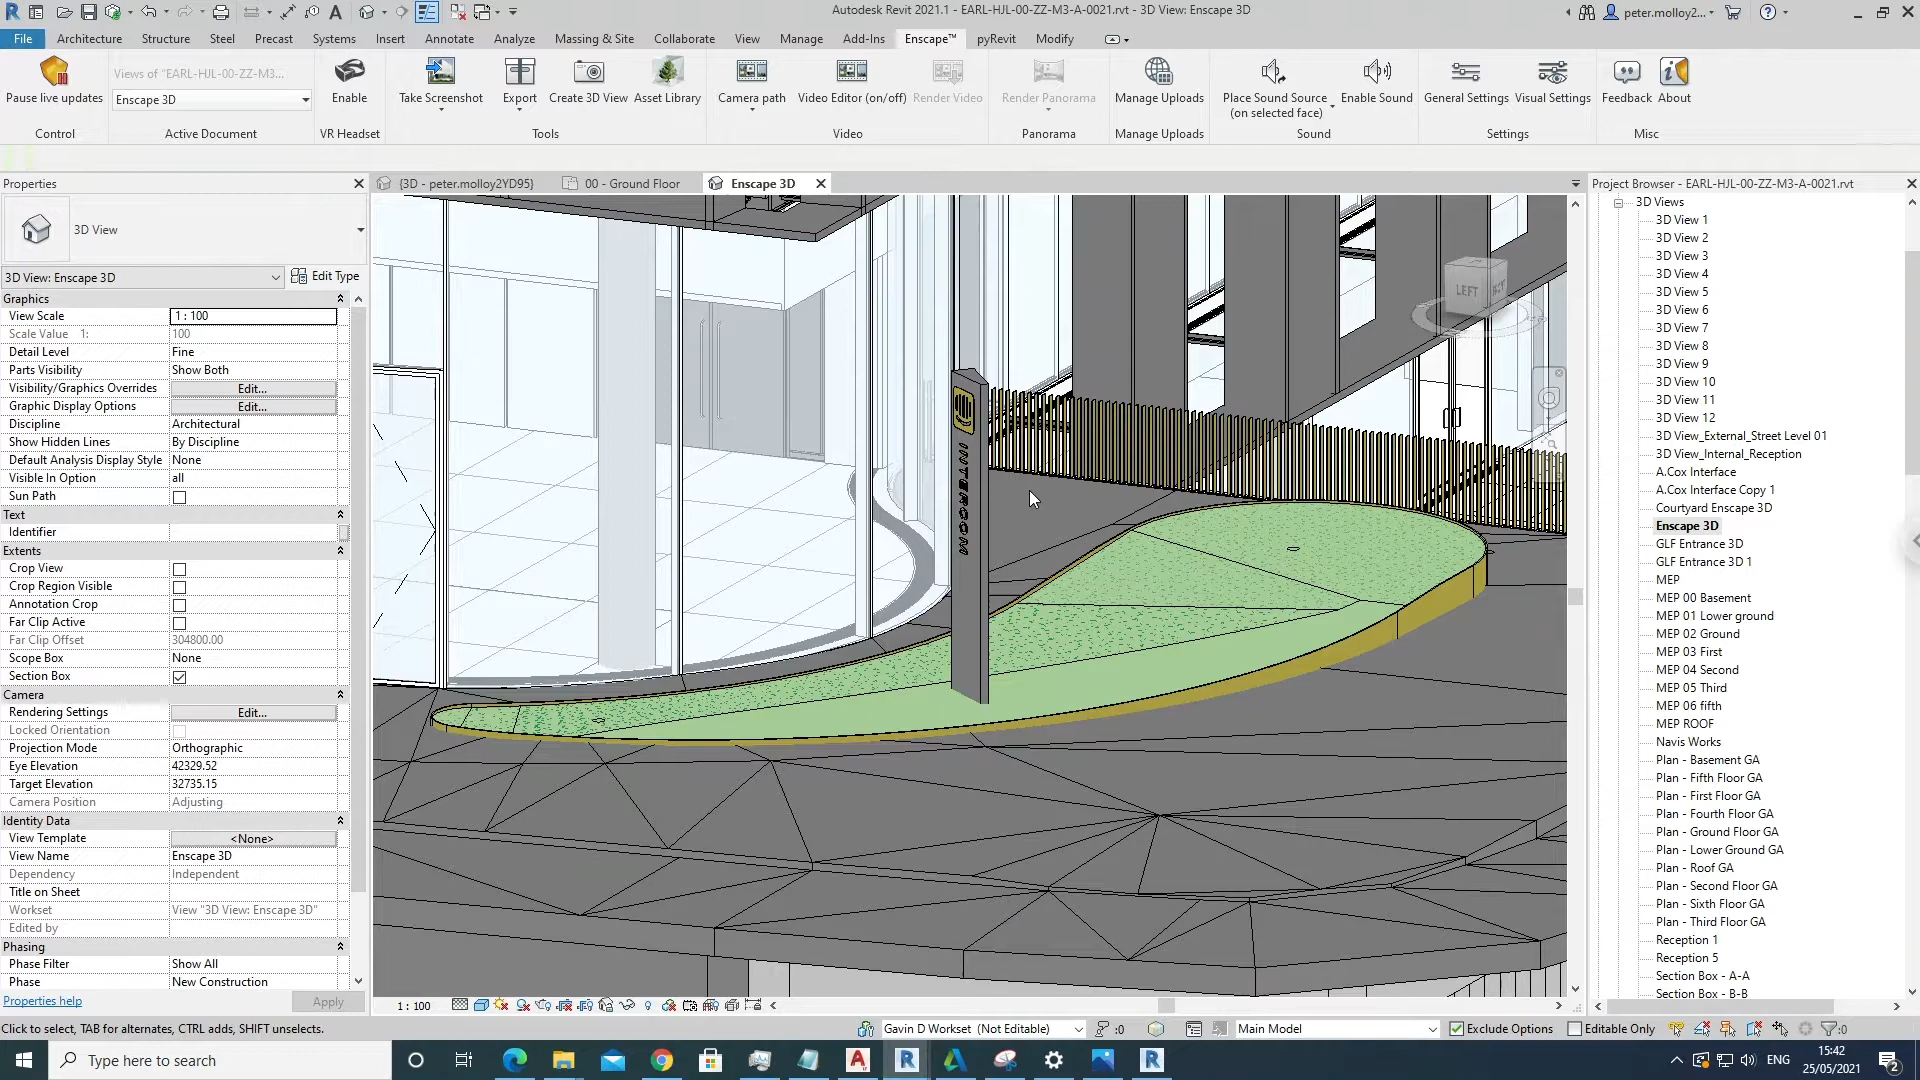 Autodesk Revit 2021.1 - EARL-HJL-00-ZZ-M3-A-0021.rvt - 3D View: Enscape 3D
peter.molloy2...
File Architecture Structure Steel Precast Systems Insert Annotate Analyze Massing & Site Collaborate View Manage Add-Ins Enscape™ pyRevit Modify
Views of "EARL-HJL-00-ZZ-M3...
Enscape 3D
Pause live updates
Enable
Take Screenshot
Export
Create 3D View
Asset Library
Camera path
Video Editor (on/off)
Render Video
Render Panorama
Manage Uploads
Place Sound Source
(on selected face)
Enable Sound
General Settings
Visual Settings
Feedback
About
Control
Active Document
VR Headset
Tools
Video
Panorama
Manage Uploads
Sound
Settings
Misc
Properties
{3D - peter.molloy2YD95}
00 - Ground Floor
Enscape 3D
Project Browser - EARL-HJL-00-ZZ-M3-A-0021.rvt
3D View
3D View: Enscape 3D
Edit Type
Graphics
View Scale 1 : 100
Scale Value 1: 100
Detail Level Fine
Parts Visibility Show Both
Visibility/Graphics Overrides Edit...
Graphic Display Options Edit...
Discipline Architectural
Show Hidden Lines By Discipline
Default Analysis Display Style None
Visible In Option all
Sun Path
Text
Identifier
Extents
Crop View
Crop Region Visible
Annotation Crop
Far Clip Active
Far Clip Offset 304800.00
Scope Box None
Section Box
Camera
Rendering Settings Edit...
Locked Orientation
Projection Mode Orthographic
Eye Elevation 42329.52
Target Elevation 32735.15
Camera Position Adjusting
Identity Data
View Template <None>
View Name Enscape 3D
Dependency Independent
Title on Sheet
Workset View "3D View: Enscape 3D"
Edited by
Phasing
Phase Filter Show All
Phase New Construction
Properties help
Apply
INTERCOM
LEFT
3D Views
3D View 1
3D View 2
3D View 3
3D View 4
3D View 5
3D View 6
3D View 7
3D View 8
3D View 9
3D View 10
3D View 11
3D View 12
3D View_External_Street Level 01
3D View_Internal_Reception
A.Cox Interface
A.Cox Interface Copy 1
Courtyard Enscape 3D
Enscape 3D
GLF Entrance 3D
GLF Entrance 3D 1
MEP
MEP 00 Basement
MEP 01 Lower ground
MEP 02 Ground
MEP 03 First
MEP 04 Second
MEP 05 Third
MEP 06 fifth
MEP ROOF
Navis Works
Plan - Basement GA
Plan - Fifth Floor GA
Plan - First Floor GA
Plan - Fourth Floor GA
Plan - Ground Floor GA
Plan - Lower Ground GA
Plan - Roof GA
Plan - Second Floor GA
Plan - Sixth Floor GA
Plan - Third Floor GA
Reception 1
Reception 5
Section Box - A-A
Section Box - B-B
1 : 100
Click to select, TAB for alternates, CTRL adds, SHIFT unselects.
Gavin D Workset (Not Editable)
:0
Main Model
Exclude Options
Editable Only
:0
Type here to search
ENG
15:42
25/05/2021
2